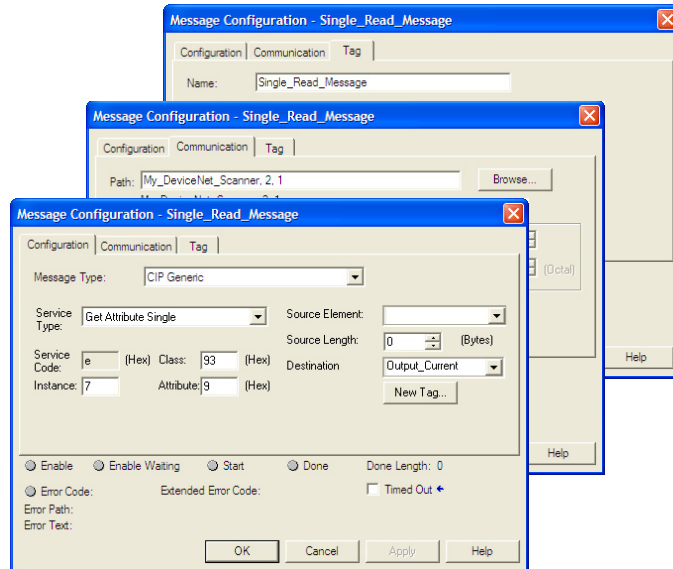 Message Configuration - Single_Read_Message
Configuration Communication Tag
Name: Single_Read_Message
Help
Message Configuration - Single_Read_Message
Configuration Communication Tag
Path: My_DeviceNet_Scanner, 2, 1 Browse...
(Octal)
Help
Message Configuration - Single_Read_Message
Configuration Communication Tag
Message Type: CIP Generic
Service Type: Get Attribute Single Source Element:
Source Length: 0 (Bytes)
Service Code: e (Hex) Class: 93 (Hex) Destination Output_Current
Instance: 7 Attribute: 9 (Hex) New Tag...
Enable Enable Waiting Start Done Done Length: 0
Error Code: Extended Error Code: Timed Out
Error Path:
Error Text:
OK Cancel Apply Help